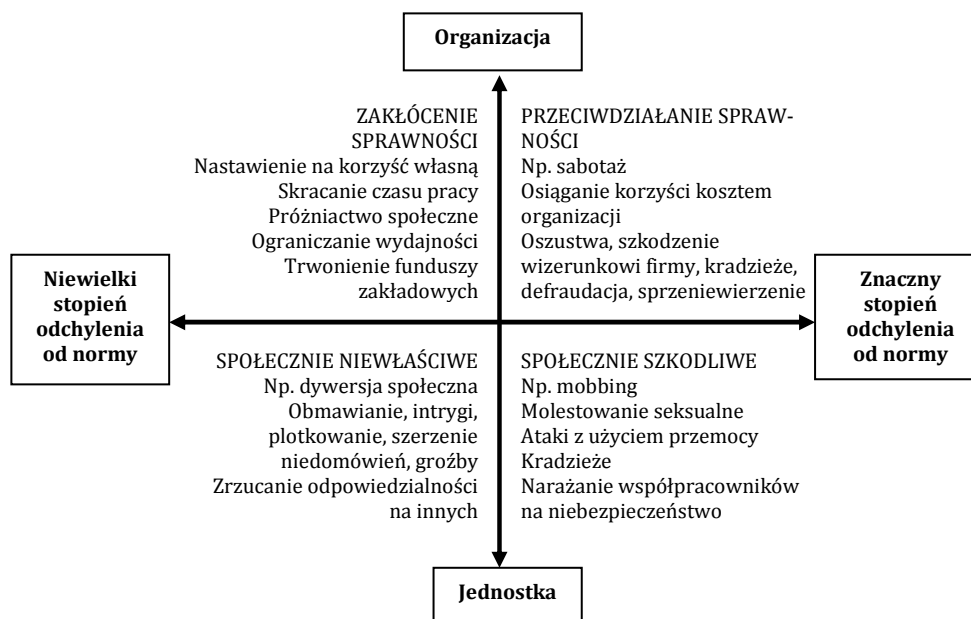 Organizacja
ZAKŁÓCENIE
SPRAWNOŚCI
Nastawienie na korzyść własną
Skracanie czasu pracy
Próżniactwo społeczne
Ograniczanie wydajności
Trwonienie funduszy
zakładowych
PRZECIWDZIAŁANIE SPRAW-
NOŚCI
Np. sabotaż
Osiąganie korzyści kosztem
organizacji
Oszustwa, szkodzenie
wizerunkowi firmy, kradzieże,
defraudacja, sprzeniewierzenie
Niewielki
stopień
odchylenia
od normy
Znaczny
stopień
odchylenia
od normy
SPOŁECZNIE NIEWŁAŚCIWE
Np. dywersja społeczna
Obmawianie, intrygi,
plotkowanie, szerzenie
niedomówień, groźby
Zrzucanie odpowiedzialności
na innych
SPOŁECZNIE SZKODLIWE
Np. mobbing
Molestowanie seksualne
Ataki z użyciem przemocy
Kradzieże
Narażanie współpracowników
na niebezpieczeństwo
Jednostka